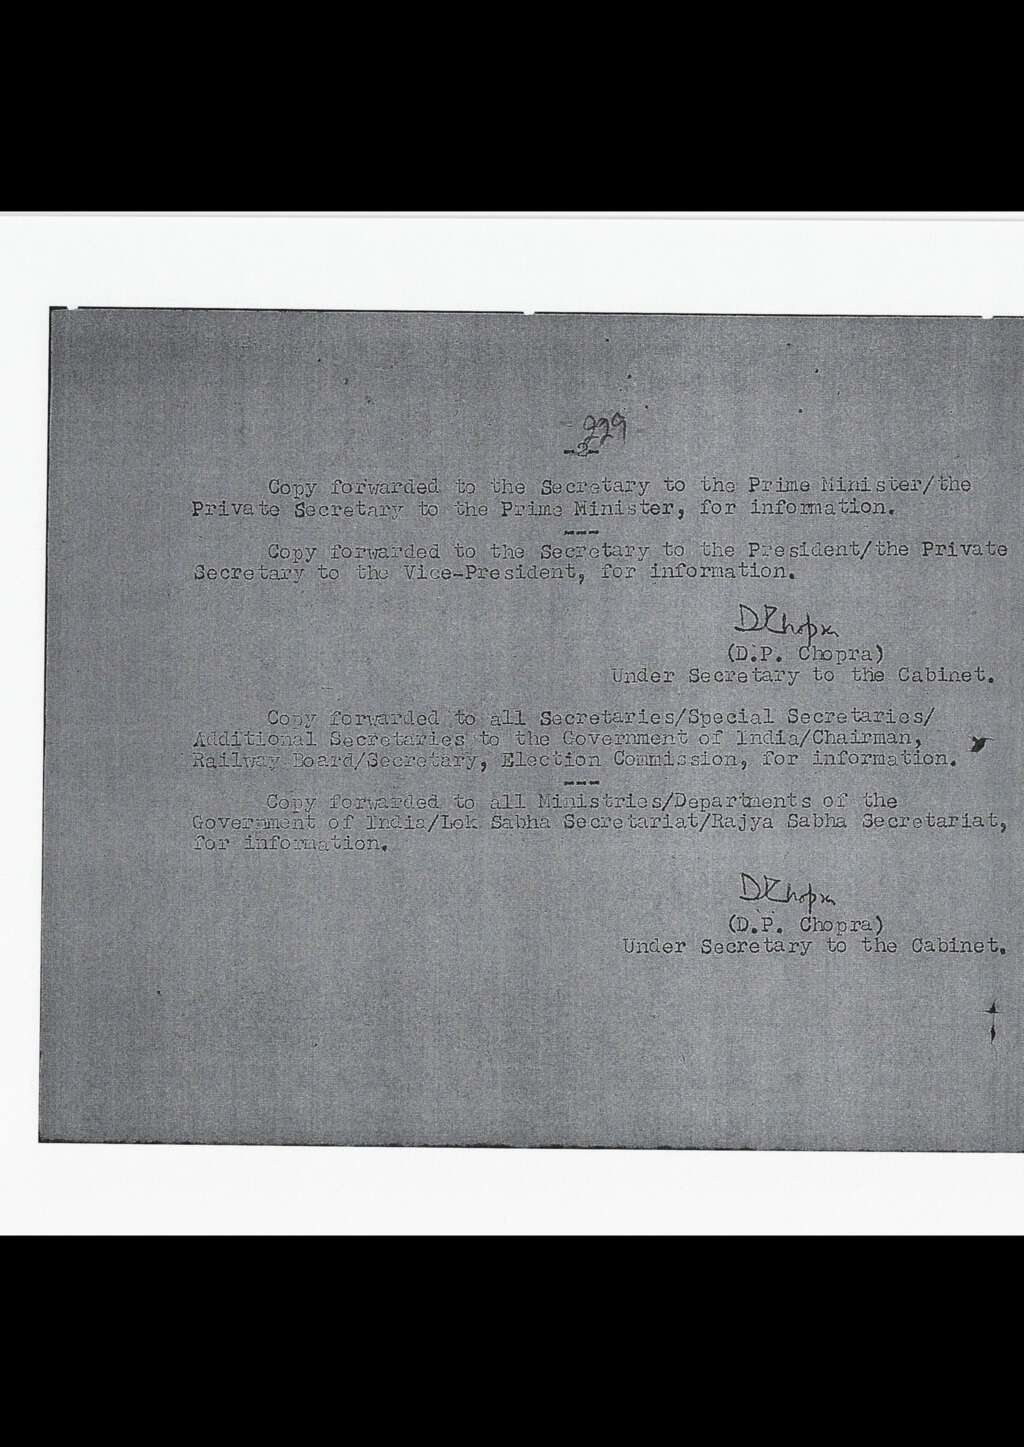 229
-2-
Copy forwarded to the Secretary to the Prime Minister/the
Private Secretary to the Prime Minister, for information.
---
Copy forwarded to the Secretary to the President/the Private
Secretary to the Vice-President, for information.
DPChopra
(D.P. Chopra)
Under Secretary to the Cabinet.
Copy forwarded to all Secretaries/Special Secretaries/
Additional Secretaries to the Government of India/Chairman,
Railway Board/Secretary, Election Commission, for information.
---
Copy forwarded to all Ministries/Departments of the
Government of India/Lok Sabha Secretariat/Rajya Sabha Secretariat,
for information.
DPChopra
(D.P. Chopra)
Under Secretary to the Cabinet.